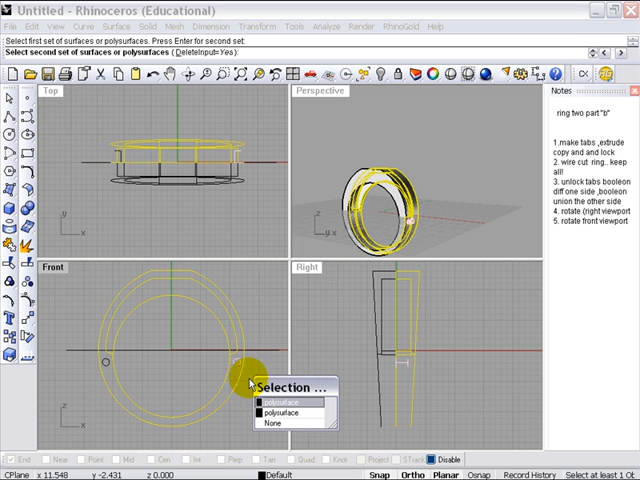 Untitled - Rhinoceros (Educational)
File Edit View Curve Surface Solid Mesh Dimension Transform Tools Analyze RhinoGold Help
Select first set of surfaces or polysurfaces. Press Enter for second set:
Select second set of surfaces or polysurfaces ( DeleteInput=Yes):
Top
Perspective
Notes
ring two part "b"
1.make tabs ,extrude
copy and and lock
2. wire cut ring.. keep
all!
3. unlock tabs boolean
diff one side ,boolean
union the other side
4. rotate (right viewport
5. rotate front viewport
y
x
z
y x
Front
Right
Selection ...
polysurface
polysurface
None
z
x
z
y
End Near Point Mid Cen Int Perp Tan Quad Knot Project STrack Disable
CPlane x 11.548 y -2.431 z 0.000 Default Snap Ortho Planar Osnap Record History Select at least 1 Ob